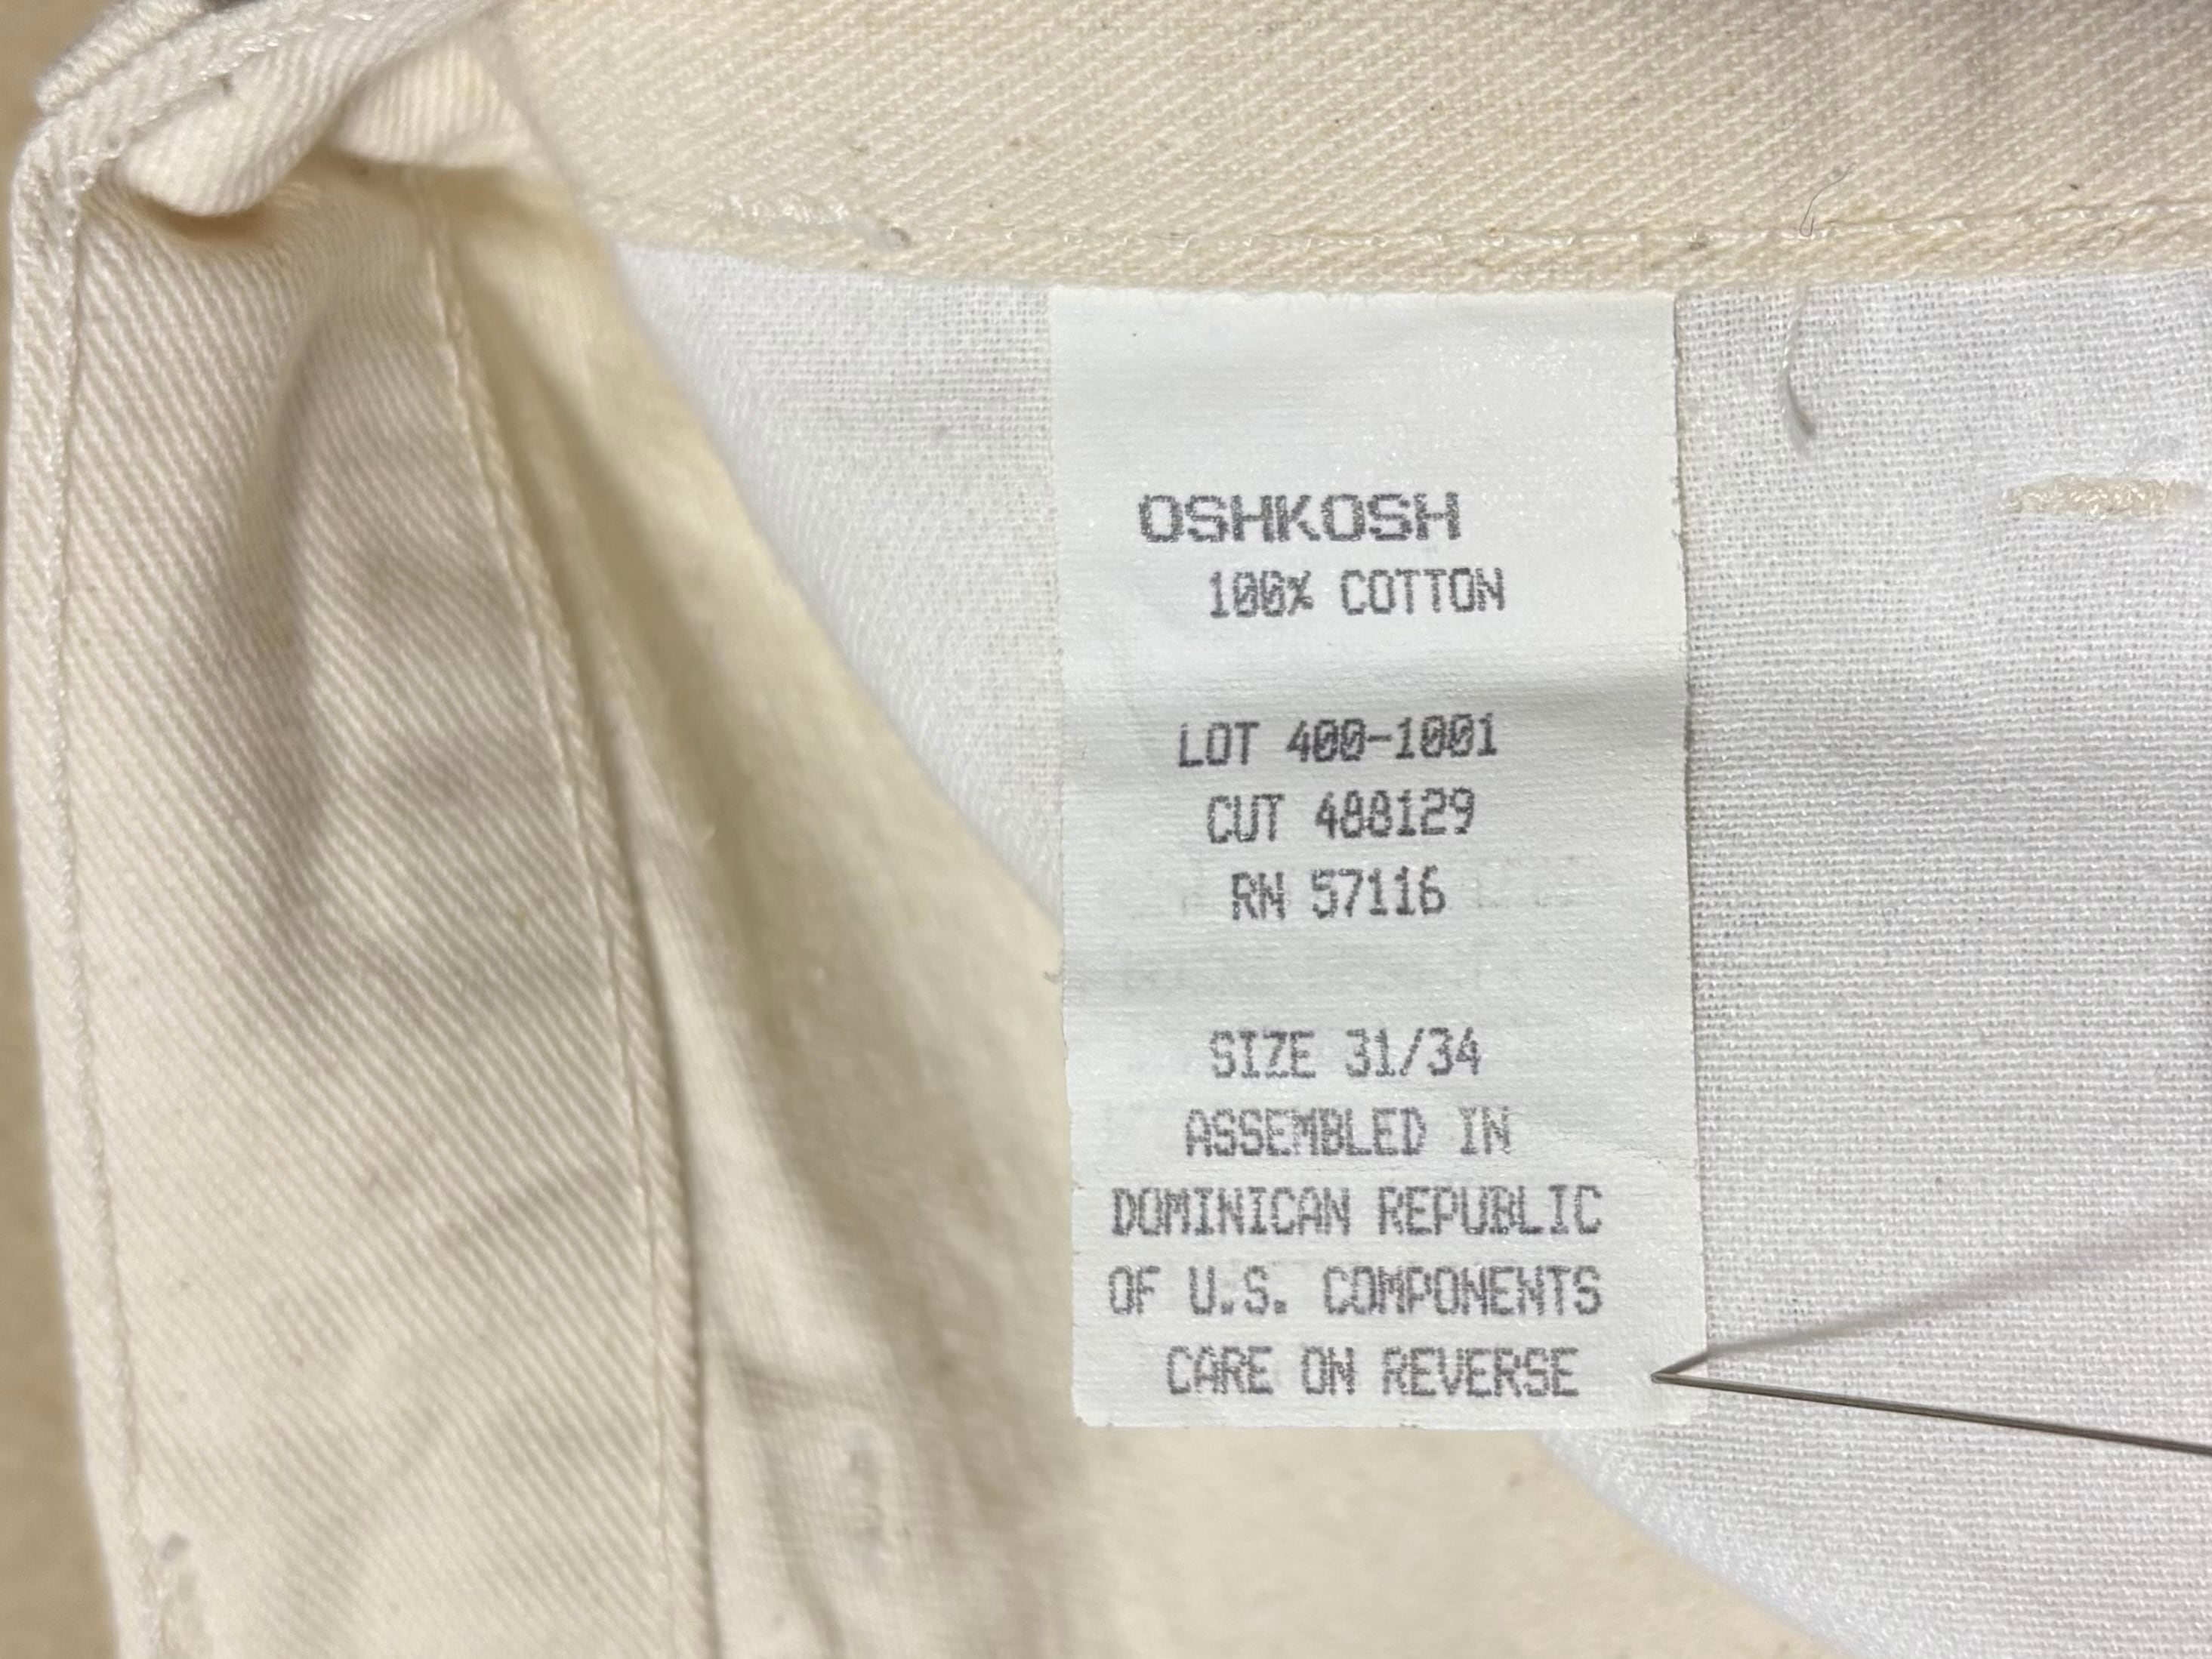 OSHKOSH
100% COTTON
LOT 400-1001
CUT 488129
RN 57116
SIZE 31/34
ASSEMBLED IN
DOMINICAN REPUBLIC
OF U.S. COMPONENTS
CARE ON REVERSE